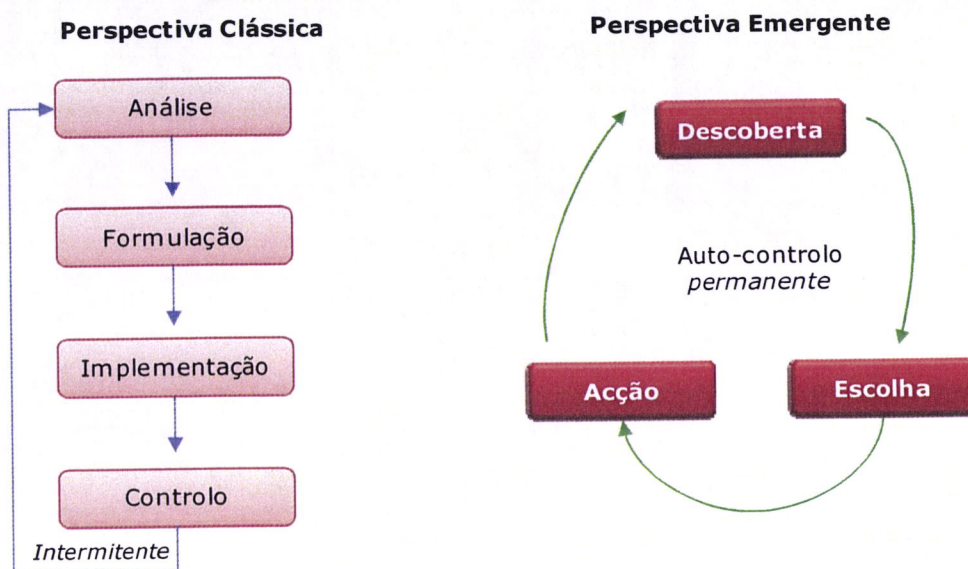 Perspectiva Clássica
Análise
Formulação
Implementação
Controlo
Intermitente
Perspectiva Emergente
Descoberta
Auto-controlo
permanente
Acção
Escolha